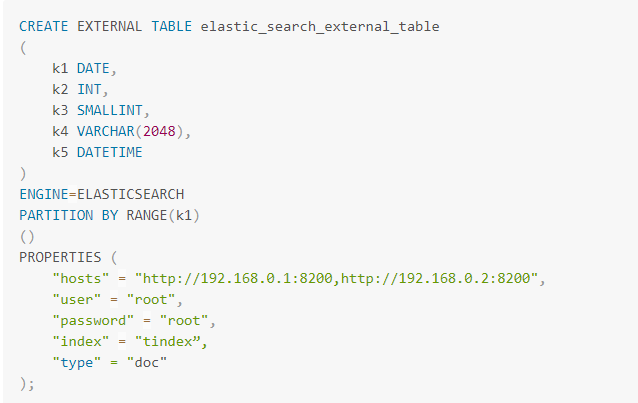 CREATE EXTERNAL TABLE elastic_search_external_table
(
    k1 DATE,
    k2 INT,
    k3 SMALLINT,
    k4 VARCHAR(2048),
    k5 DATETIME
)
ENGINE=ELASTICSEARCH
PARTITION BY RANGE(k1)
()
PROPERTIES (
    "hosts" = "http://192.168.0.1:8200,http://192.168.0.2:8200",
    "user" = "root",
    "password" = "root",
    "index" = "tindex”,
    "type" = "doc"
);